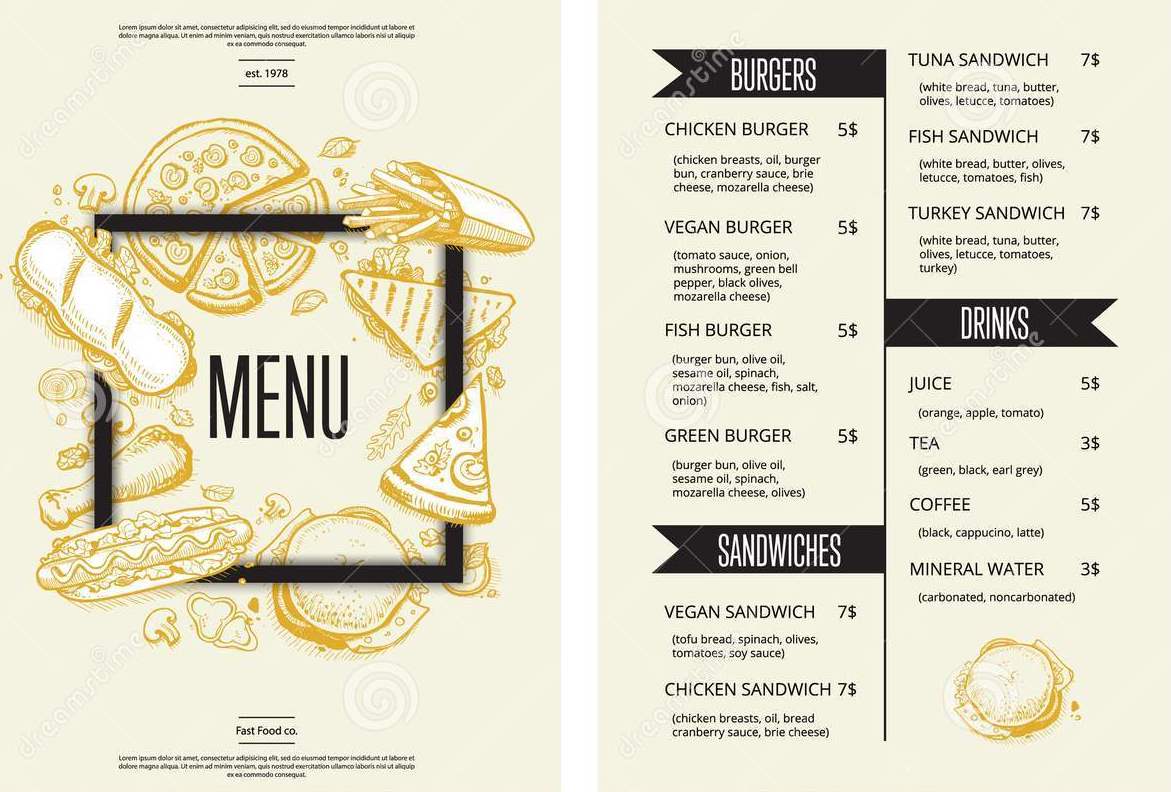 Lorem ipsum dolor sit amet, consectetur adipisicing elit, sed do eiusmod tempor incididunt ut labore et
dolore magna aliqua. Ut enim ad minim veniam, quis nostrud exercitation ullamco laboris nisi ut aliquip
ex ea commodo consequat.
est. 1978
MENU
Fast Food co.
Lorem ipsum dolor sit amet, consectetur adipisicing elit, sed do eiusmod tempor incididunt ut labore et
dolore magna aliqua. Ut enim ad minim veniam, quis nostrud exercitation ullamco laboris nisi ut aliquip
ex ea commodo consequat.
BURGERS
CHICKEN BURGER 5$
(chicken breasts, oil, burger
bun, cranberry sauce, brie
cheese, mozarella cheese)
VEGAN BURGER 5$
(tomato sauce, onion,
mushrooms, green bell
pepper, black olives,
mozarella cheese)
FISH BURGER 5$
(burger bun, olive oil,
sesame oil, spinach,
mozarella cheese, fish, salt,
onion)
GREEN BURGER 5$
(burger bun, olive oil,
sesame oil, spinach,
mozarella cheese, olives)
SANDWICHES
VEGAN SANDWICH 7$
(tofu bread, spinach, olives,
tomatoes, soy sauce)
CHICKEN SANDWICH 7$
(chicken breasts, oil, bread
cranberry sauce, brie cheese)
TUNA SANDWICH 7$
(white bread, tuna, butter,
olives, letucce, tomatoes)
FISH SANDWICH 7$
(white bread, butter, olives,
letucce, tomatoes, fish)
TURKEY SANDWICH 7$
(white bread, tuna, butter,
olives, letucce, tomatoes,
turkey)
DRINKS
JUICE 5$
(orange, apple, tomato)
TEA 3$
(green, black, earl grey)
COFFEE 5$
(black, cappucino, latte)
MINERAL WATER 3$
(carbonated, noncarbonated)
dreamstime
dreamstime
dreamstime
dreamstime